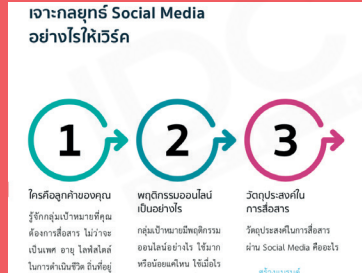 เจาะกลยุทธ์ Social Media
อย่างไรให้เวิร์ค
1
2
3
ใครคือลูกค้าของคุณ
รู้จักกลุ่มเป้าหมายที่คุณ
ต้องการสื่อสาร ไม่ว่าจะ
เป็นเพศ อายุ ไลฟ์สไตล์
ในการดำเนินชีวิต ถิ่นที่อยู่
พฤติกรรมออนไลน์
เป็นอย่างไร
กลุ่มเป้าหมายมีพฤติกรรม
ออนไลน์อย่างไร ใช้มาก
หรือน้อยแค่ไหน ใช้เมื่อไร
วัตถุประสงค์ใน
การสื่อสาร
วัตถุประสงค์ในการสื่อสาร
ผ่าน Social Media คืออะไร